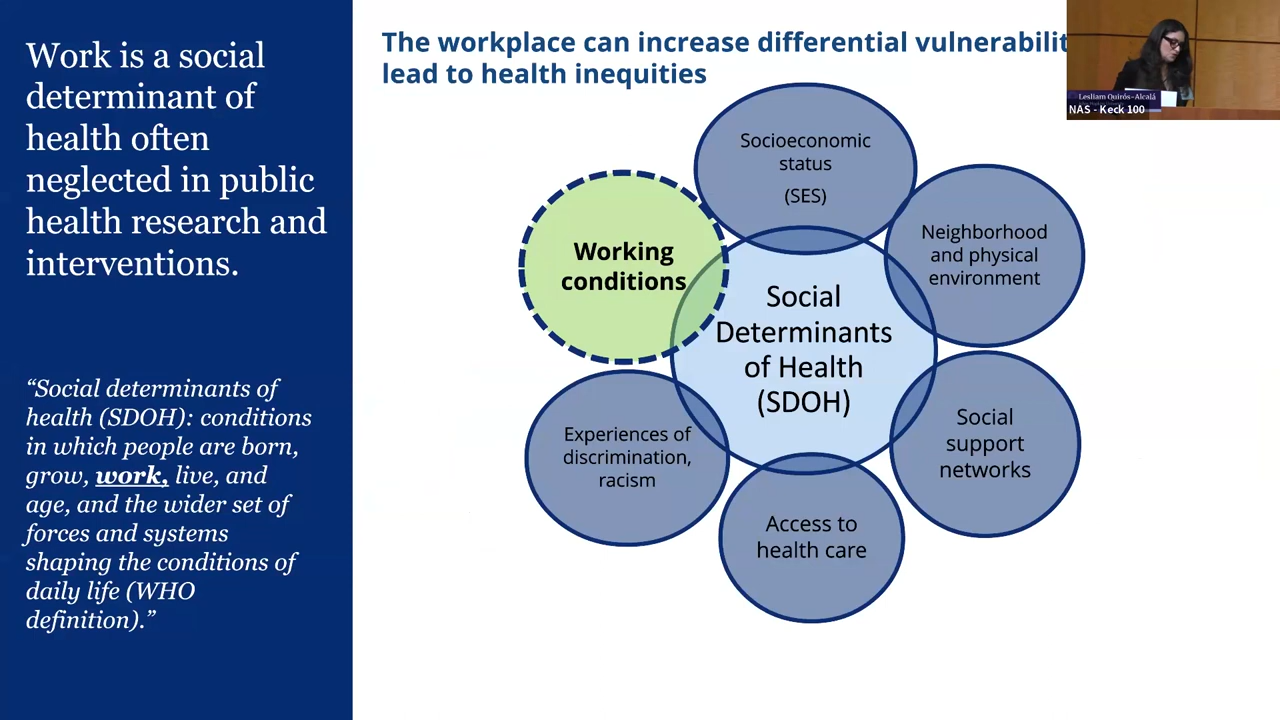 Work is a social
determinant of
health often
neglected in public
health research and
interventions.
“Social determinants of
health (SDOH): conditions
in which people are born,
grow, work, live, and
age, and the wider set of
forces and systems
shaping the conditions of
daily life (WHO
definition).”
The workplace can increase differential vulnerabilit
lead to health inequities
Socioeconomic
status
(SES)
Working
conditions
Neighborhood
and physical
environment
Social
Determinants
of Health
(SDOH)
Experiences of
discrimination,
racism
Social
support
networks
Access to
health care
Lesliam Quirós-Alcalá
NAS - Keck 100